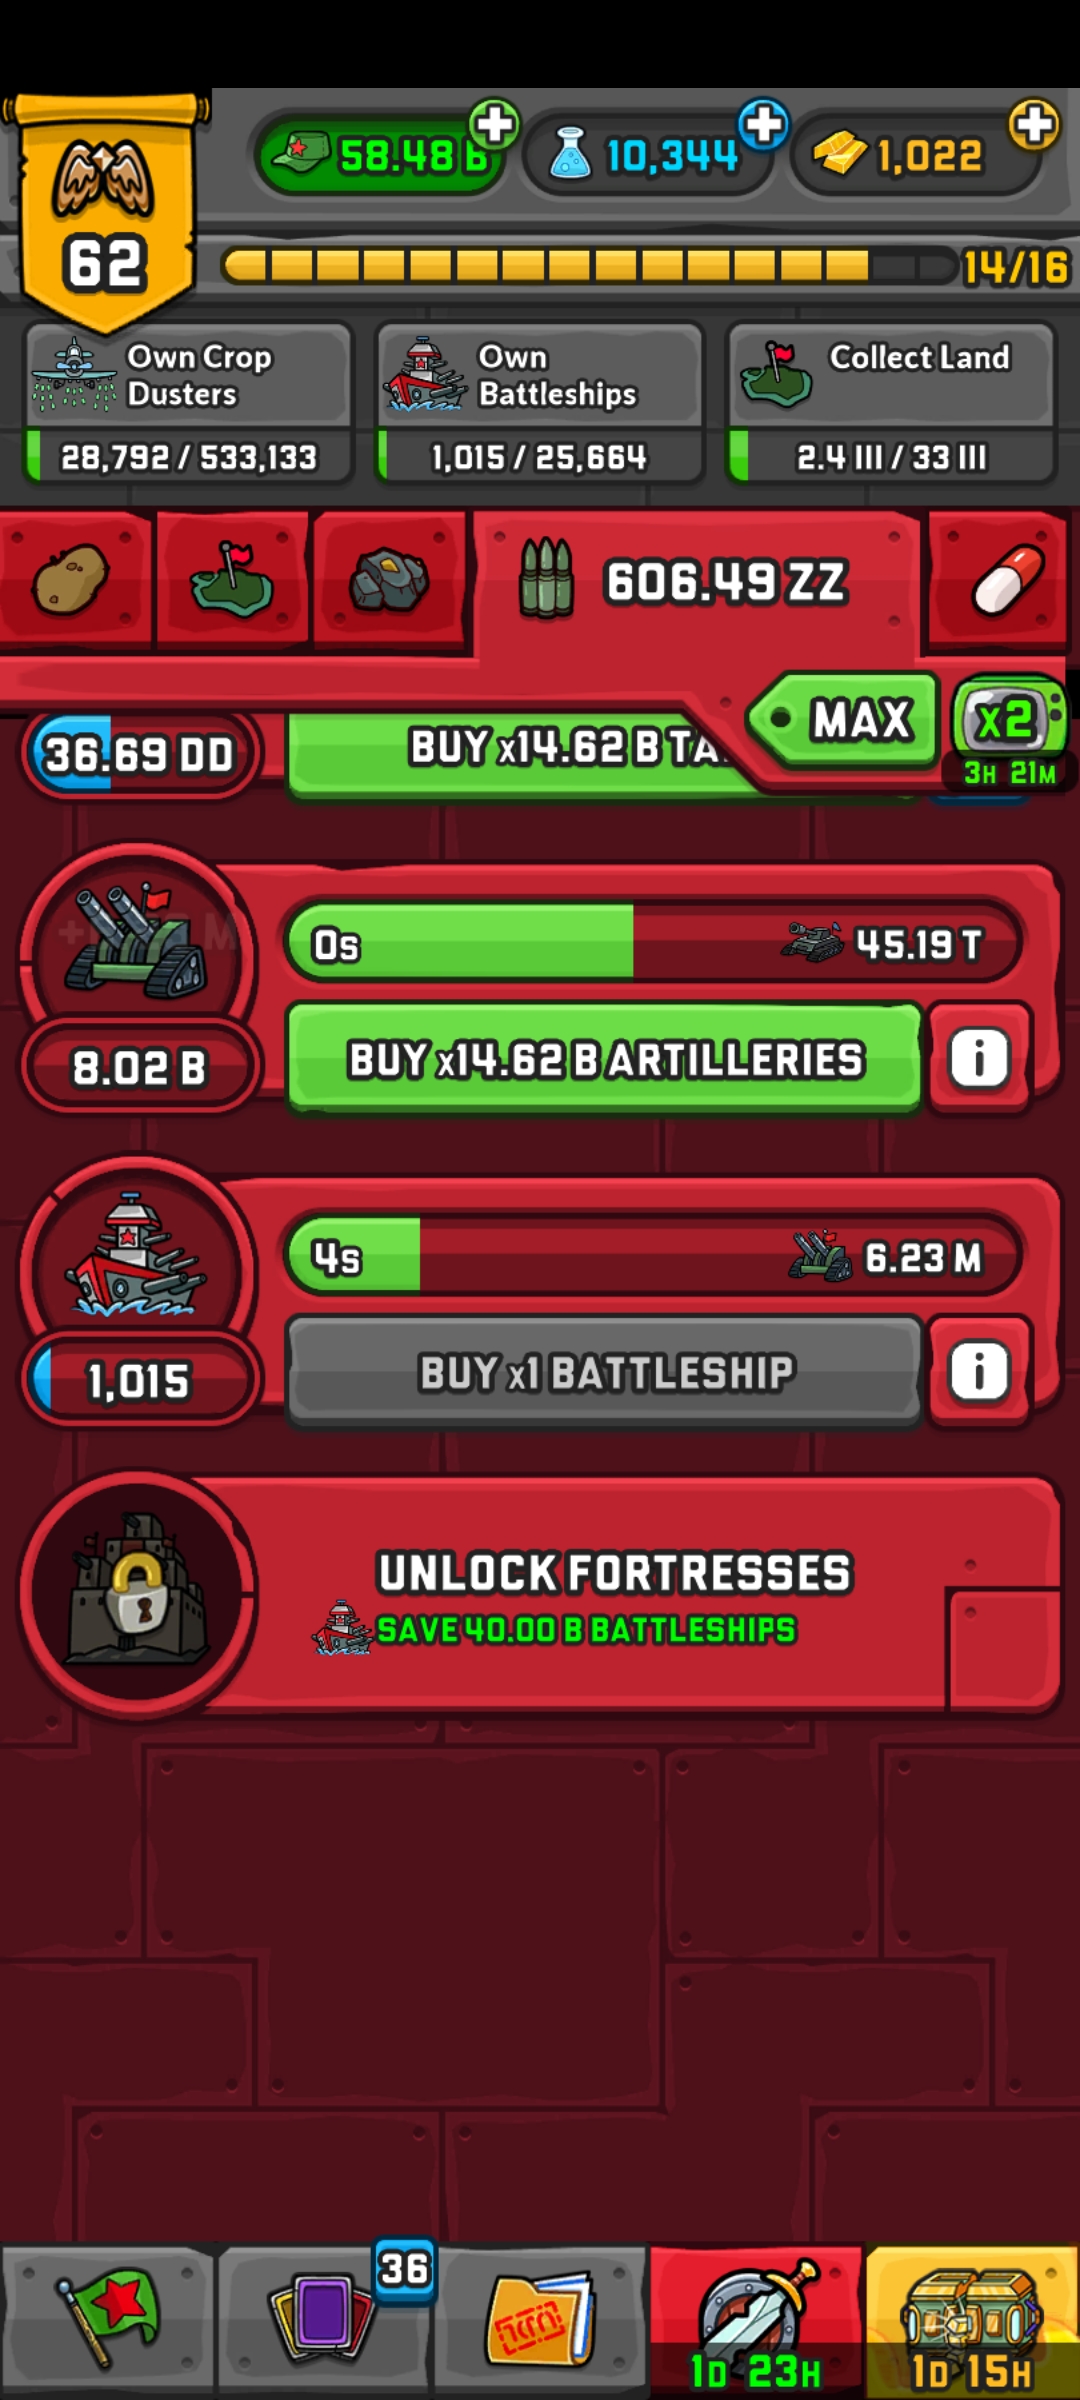 62
58.48 B
10,344
1,022
14/16
Own Crop
Dusters
28,792 / 533,133
Own
Battleships
1,015 / 25,664
Collect Land
2.4 III / 33 III
606.49 ZZ
MAX
x2
3H 21M
36.69 DD
BUY x14.62 B
0s
45.19 T
8.02 B
BUY x14.62 B ARTILLERIES
i
4s
6.23 M
1,015
BUY x1 BATTLESHIP
i
UNLOCK FORTRESSES
SAVE 40.00 B BATTLESHIPS
36
1D 23H
1D 15H